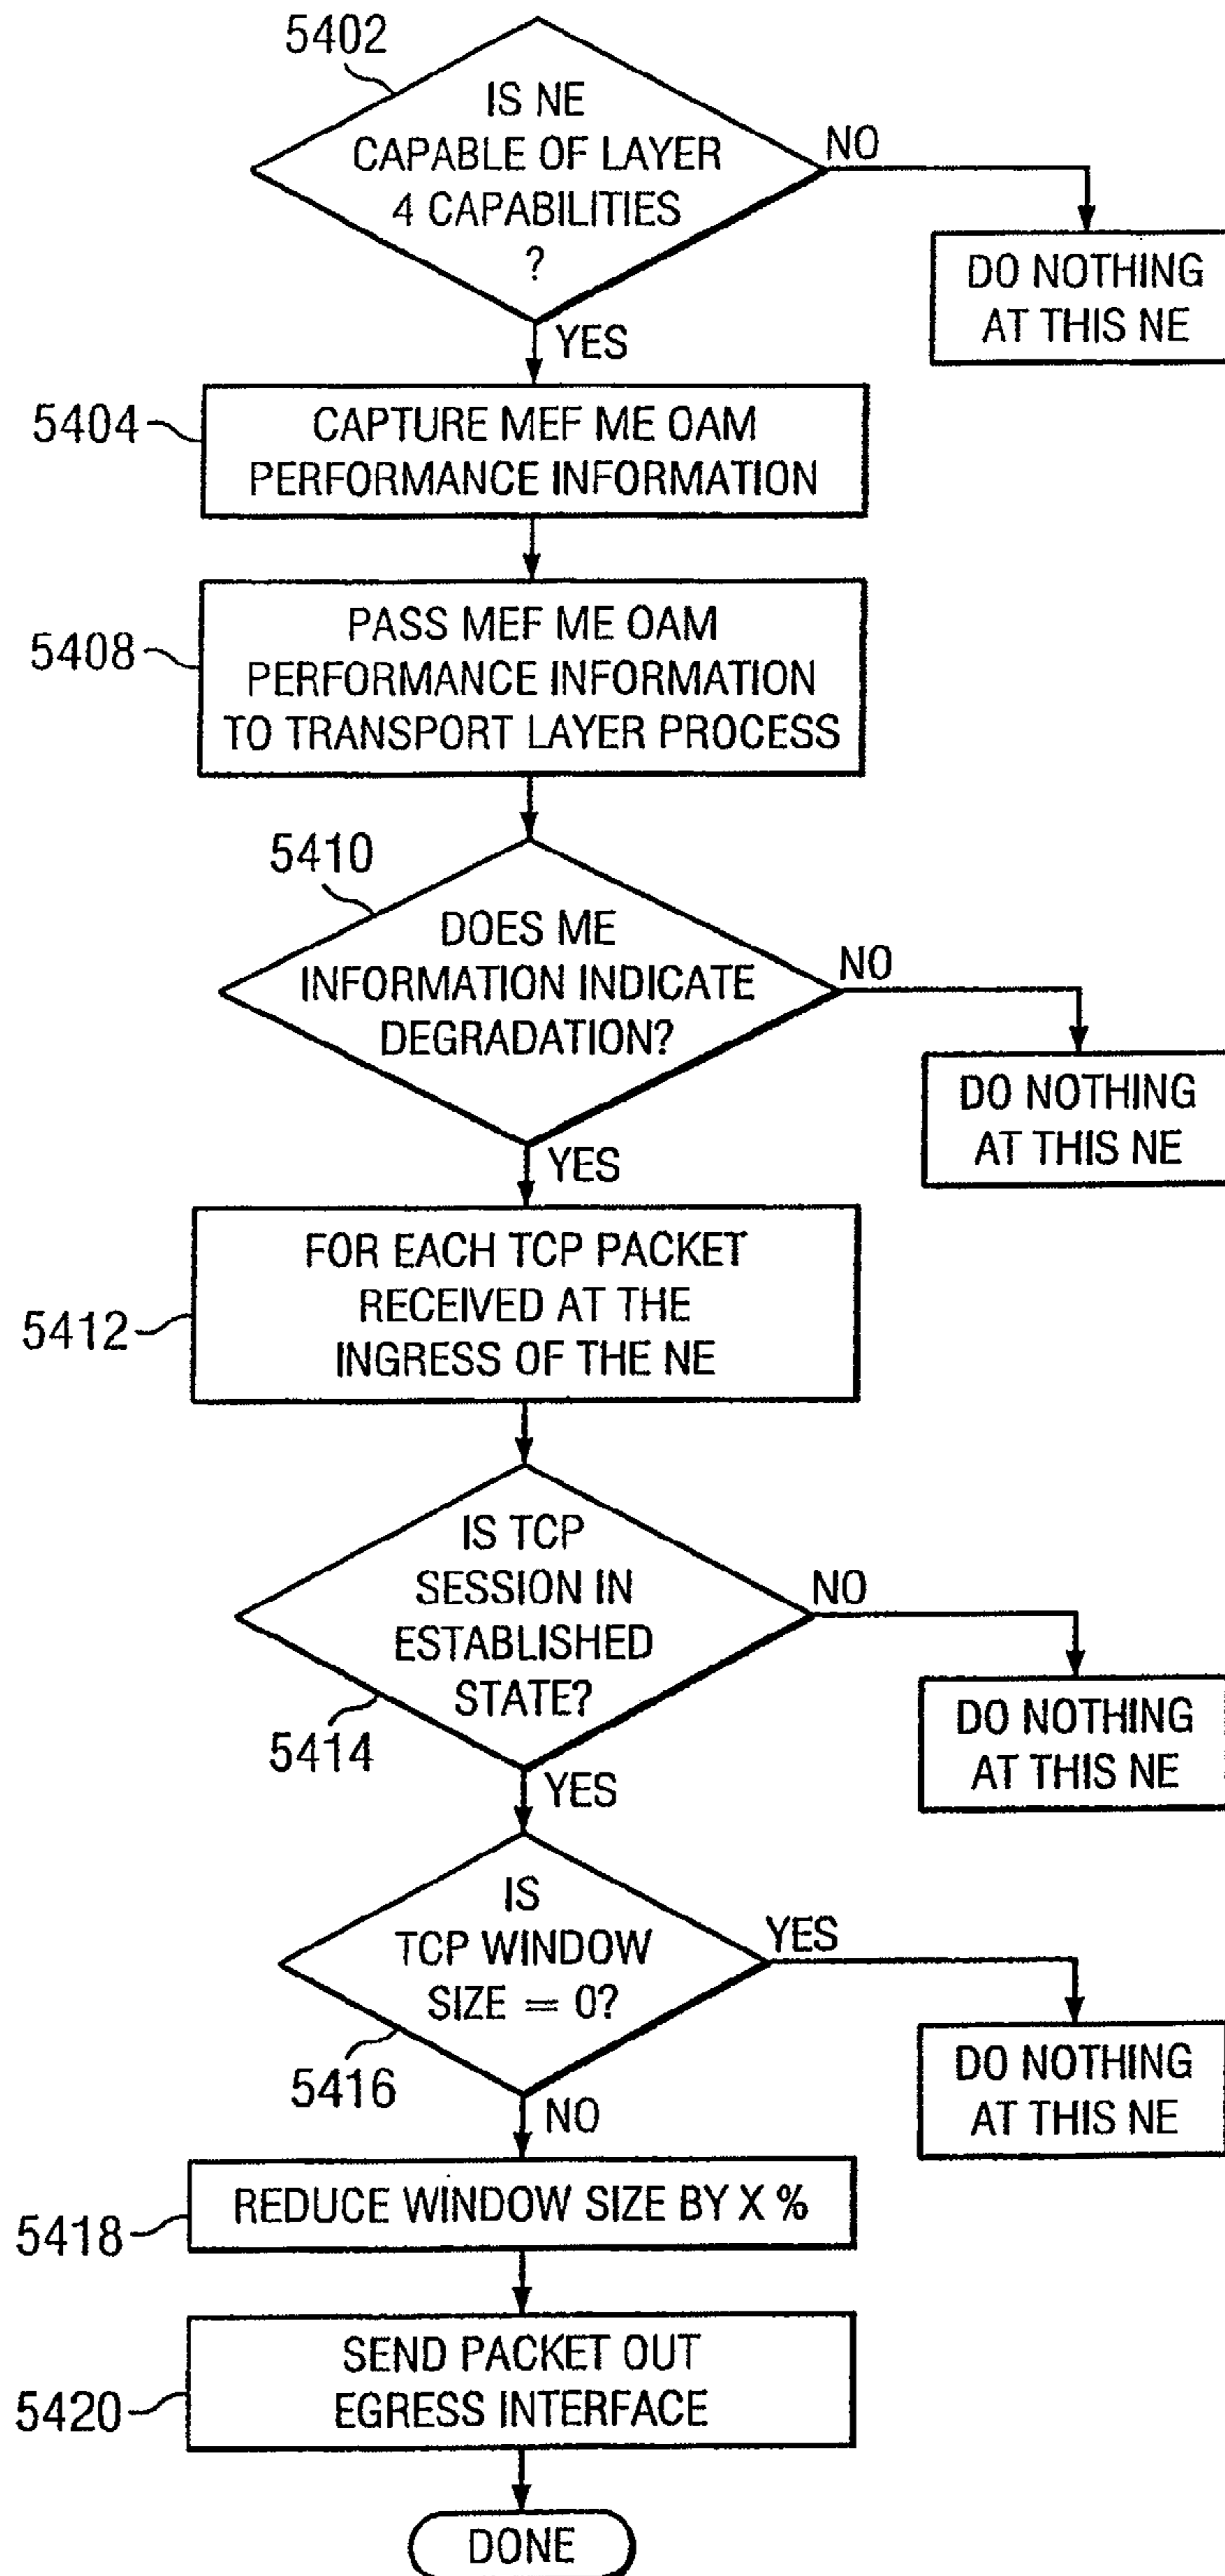 5402
IS NE
CAPABLE OF LAYER
4 CAPABILITIES
?
NO
DO NOTHING
AT THIS NE
YES
5404
CAPTURE MEF ME OAM
PERFORMANCE INFORMATION
5408
PASS MEF ME OAM
PERFORMANCE INFORMATION
TO TRANSPORT LAYER PROCESS
5410
DOES ME
INFORMATION INDICATE
DEGRADATION?
NO
DO NOTHING
AT THIS NE
YES
5412
FOR EACH TCP PACKET
RECEIVED AT THE
INGRESS OF THE NE
IS TCP
SESSION IN
ESTABLISHED
STATE?
5414
NO
DO NOTHING
AT THIS NE
YES
IS
TCP WINDOW
SIZE = 0?
5416
YES
DO NOTHING
AT THIS NE
NO
5418
REDUCE WINDOW SIZE BY X %
5420
SEND PACKET OUT
EGRESS INTERFACE
DONE